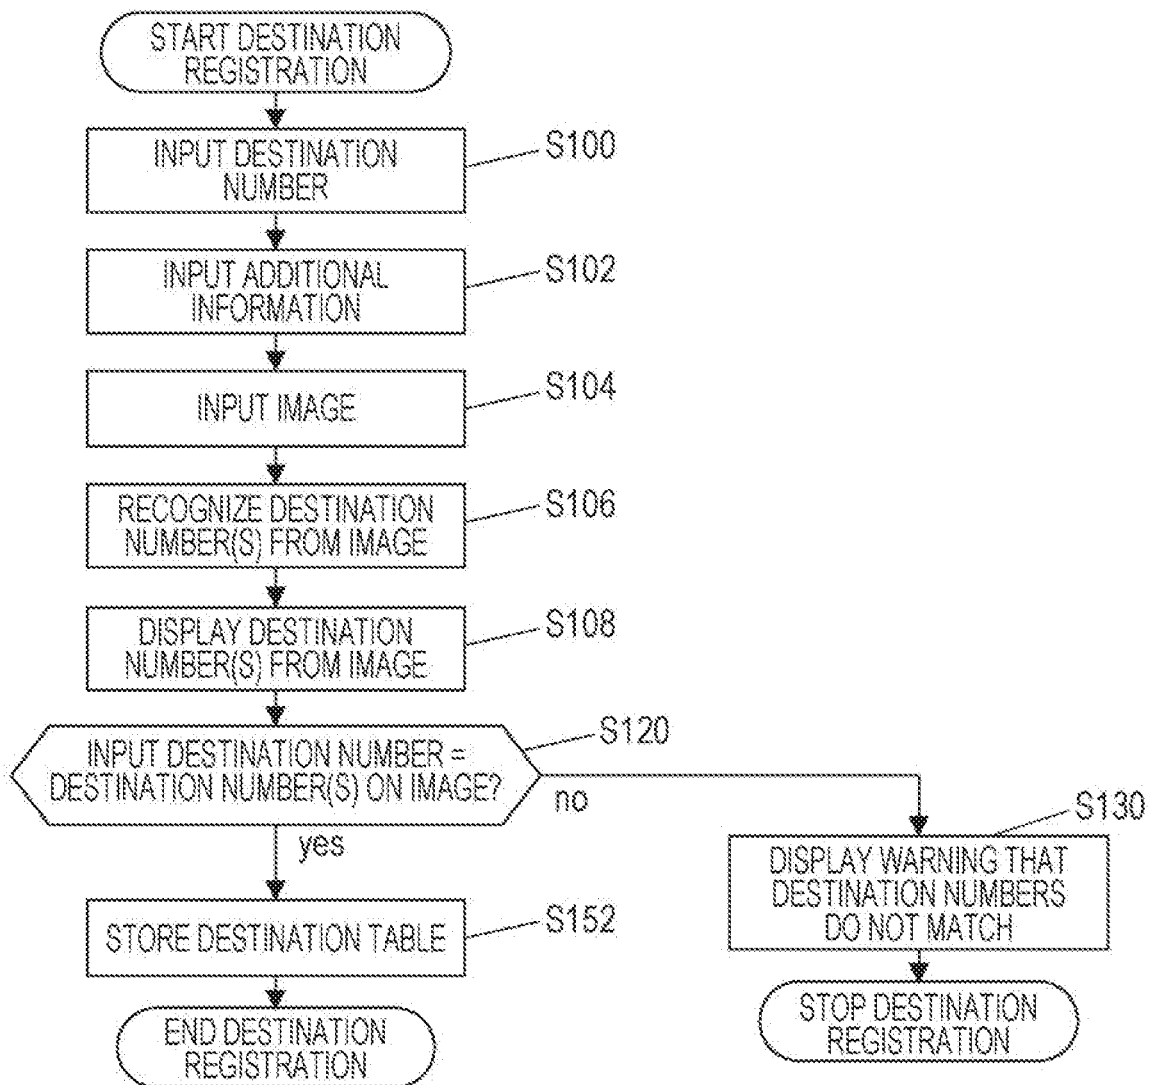 START DESTINATION
REGISTRATION
INPUT DESTINATION
NUMBER
S100
INPUT ADDITIONAL
INFORMATION
S102
INPUT IMAGE
S104
RECOGNIZE DESTINATION
NUMBER(S) FROM IMAGE
S106
DISPLAY DESTINATION
NUMBER(S) FROM IMAGE
S108
INPUT DESTINATION NUMBER =
DESTINATION NUMBER(S) ON IMAGE?
S120
no
yes
S130
DISPLAY WARNING THAT
DESTINATION NUMBERS
DO NOT MATCH
STORE DESTINATION TABLE
S152
STOP DESTINATION
REGISTRATION
END DESTINATION
REGISTRATION